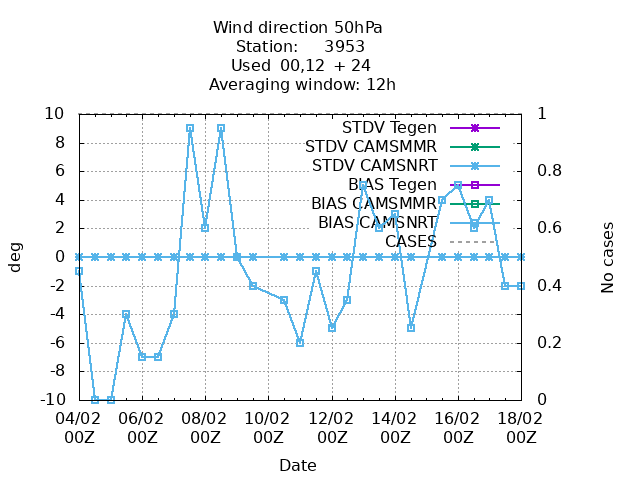 Wind direction 50hPa
Station: 3953
Used 00,12 + 24
Averaging window: 12h
10 1
STDV Tegen
8
STDV CAMSMMR
STDV CAMSNRT
6 0.8
BIAS Tegen
4
BIAS CAMSMMR
2 0.6
BIAS CAMSNRT
CASES
0
deg
No cases
-2 0.4
-4
-6 0.2
-8
-10 0
04/02 06/02 08/02 10/02 12/02 14/02 16/02 18/02
00Z 00Z 00Z 00Z 00Z 00Z 00Z 00Z
Date